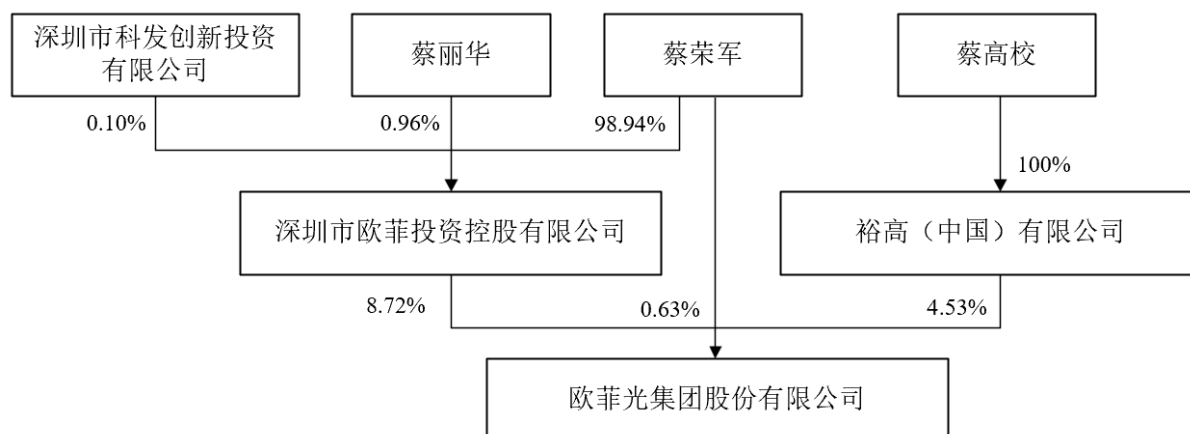 深圳市科发创新投资
有限公司
蔡丽华
蔡荣军
蔡高校
0.10%
0.96%
98.94%
100%
深圳市欧菲投资控股有限公司
裕高（中国）有限公司
8.72%
0.63%
4.53%
欧菲光集团股份有限公司